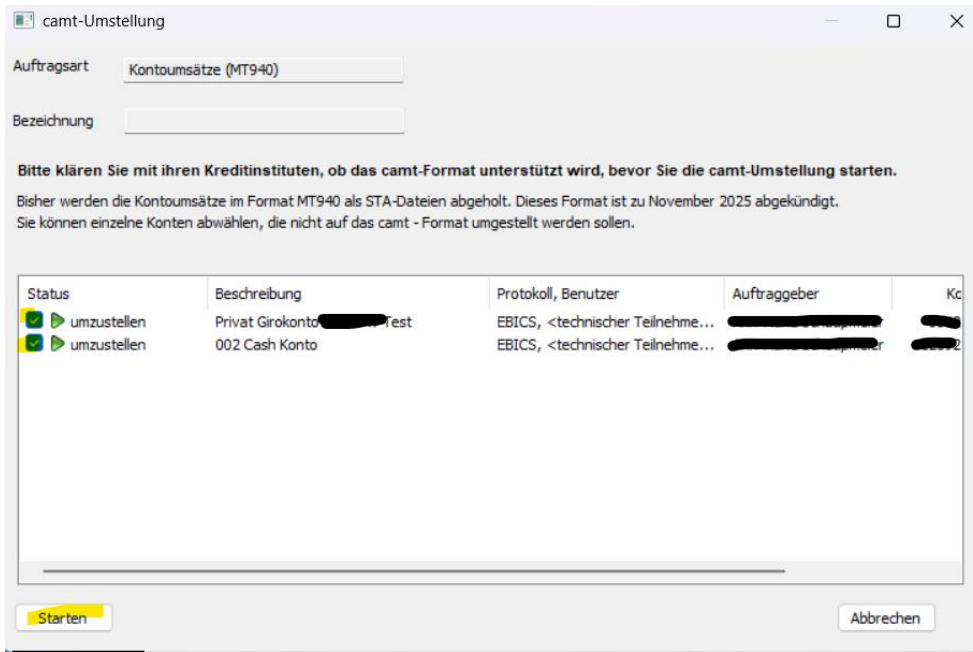 camt-Umstellung
Auftragsart Kontoumsätze (MT940)
Bezeichnung
Bitte klären Sie mit ihren Kreditinstituten, ob das camt-Format unterstützt wird, bevor Sie die camt-Umstellung starten.
Bisher werden die Kontoumsätze im Format MT940 als STA-Dateien abgeholt. Dieses Format ist zu November 2025 abgekündigt.
Sie können einzelne Konten abwählen, die nicht auf das camt - Format umgestellt werden sollen.
Status Beschreibung Protokoll, Benutzer Auftraggeber Ko
umzustellen Privat Girokonto Test EBICS, <technischer Teilnehme...
umzustellen 002 Cash Konto EBICS, <technischer Teilnehme...
Starten Abbrechen